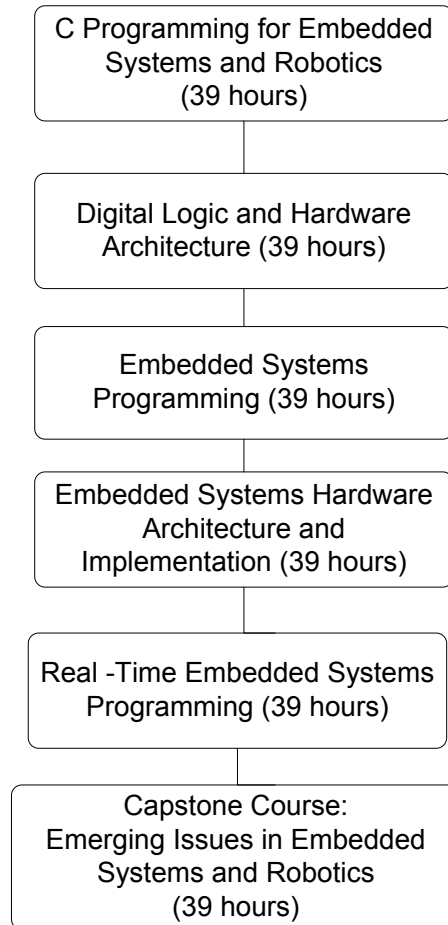 C Programming for Embedded
Systems and Robotics
(39 hours)
Digital Logic and Hardware
Architecture (39 hours)
Embedded Systems
Programming (39 hours)
Embedded Systems Hardware
Architecture and
Implementation (39 hours)
Real -Time Embedded Systems
Programming (39 hours)
Capstone Course:
Emerging Issues in Embedded
Systems and Robotics
(39 hours)